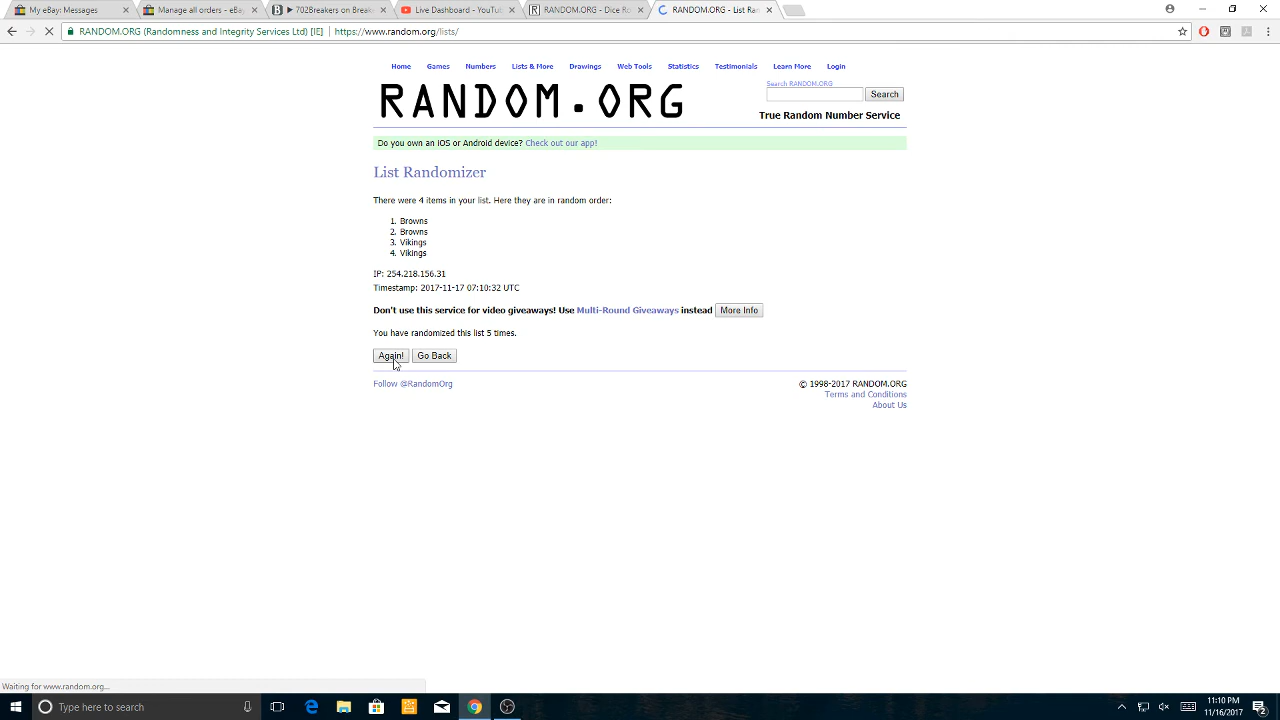 My eBay: Messages
Manage all orders - eBay
702Breakers on Break
Live Dashboard - YouTu
RANDOM.ORG - Dice Ro
RANDOM.ORG - List Ran
RANDOM.ORG (Randomness and Integrity Services Ltd) [IE] https://www.random.org/lists/
Home Games Numbers Lists & More Drawings Web Tools Statistics Testimonials Learn More Login
RANDOM.ORG
Search RANDOM.ORG
Search
True Random Number Service
Do you own an iOS or Android device? Check out our app!
List Randomizer
There were 4 items in your list. Here they are in random order:
1. Browns
2. Browns
3. Vikings
4. Vikings
IP: 254.218.156.31
Timestamp: 2017-11-17 07:10:32 UTC
Don't use this service for video giveaways! Use Multi-Round Giveaways instead More Info
You have randomized this list 5 times.
Again! Go Back
Follow @RandomOrg
© 1998-2017 RANDOM.ORG
Terms and Conditions
About Us
Waiting for www.random.org...
Type here to search
11:10 PM
11/16/2017
2